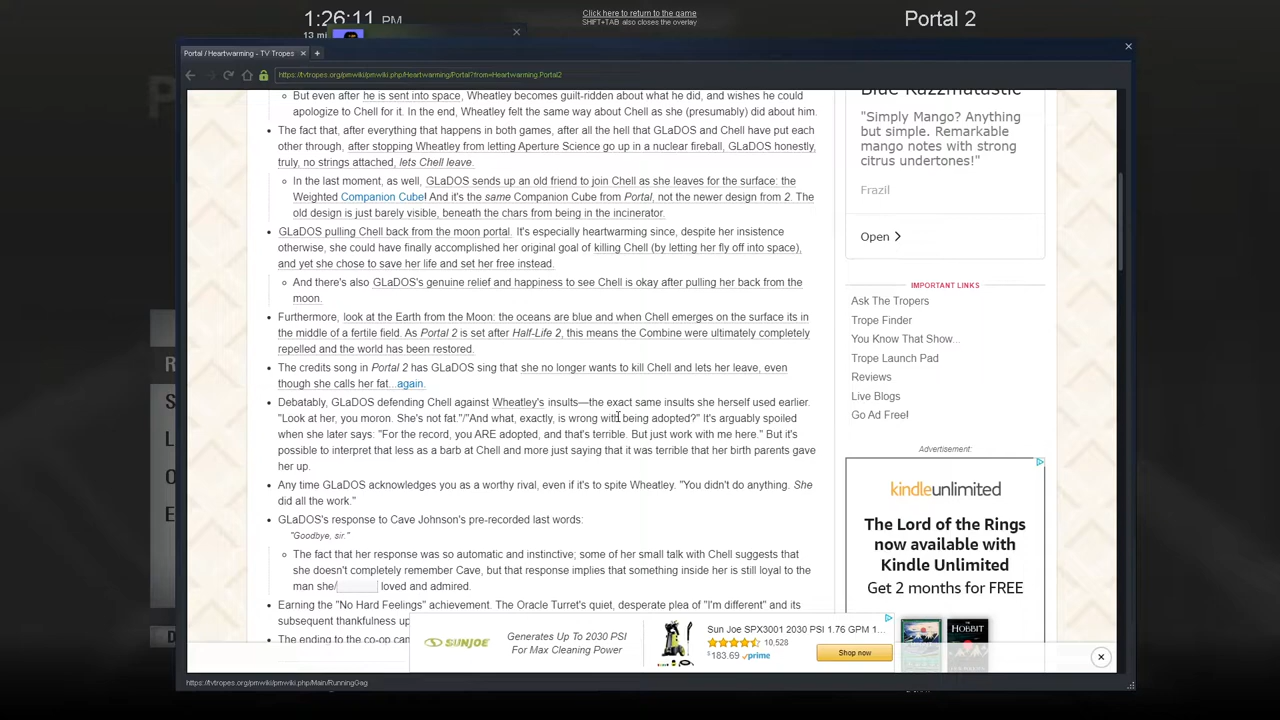 1:26:11 PM
Click here to return to the game
SHIFT+TAB also closes the overlay
Portal 2
13 mi
Portal / Heartwarming - TV Tropes
https://tvtropes.org/pmwiki/pmwiki.php/Heartwarming/Portal?from=Heartwarming.Portal2
But even after he is sent into space, Wheatley becomes guilt-ridden about what he did, and wishes he could
apologize to Chell for it. In the end, Wheatley felt the same way about Chell as she (presumably) did about him.
The fact that, after everything that happens in both games, after all the hell that GLaDOS and Chell have put each
other through, after stopping Wheatley from letting Aperture Science go up in a nuclear fireball, GLaDOS honestly,
truly, no strings attached, lets Chell leave.
In the last moment, as well, GLaDOS sends up an old friend to join Chell as she leaves for the surface: the
Weighted Companion Cube! And it's the same Companion Cube from Portal, not the newer design from 2. The
old design is just barely visible, beneath the chars from being in the incinerator.
GLaDOS pulling Chell back from the moon portal. It's especially heartwarming since, despite her insistence
otherwise, she could have finally accomplished her original goal of killing Chell (by letting her fly off into space),
and yet she chose to save her life and set her free instead.
And there's also GLaDOS's genuine relief and happiness to see Chell is okay after pulling her back from the
moon.
Furthermore, look at the Earth from the Moon: the oceans are blue and when Chell emerges on the surface its in
the middle of a fertile field. As Portal 2 is set after Half-Life 2, this means the Combine were ultimately completely
repelled and the world has been restored.
The credits song in Portal 2 has GLaDOS sing that she no longer wants to kill Chell and lets her leave, even
though she calls her fat...again.
Debatably, GLaDOS defending Chell against Wheatley's insults—the exact same insults she herself used earlier.
"Look at her, you moron. She's not fat."/"And what, exactly, is wrong with being adopted?" It's arguably spoiled
when she later says: "For the record, you ARE adopted, and that's terrible. But just work with me here." But it's
possible to interpret that less as a barb at Chell and more just saying that it was terrible that her birth parents gave
her up.
Any time GLaDOS acknowledges you as a worthy rival, even if it's to spite Wheatley. "You didn't do anything. She
did all the work."
GLaDOS's response to Cave Johnson's pre-recorded last words:
"Goodbye, sir."
The fact that her response was so automatic and instinctive; some of her small talk with Chell suggests that
she doesn't completely remember Cave, but that response implies that something inside her is still loyal to the
man she/ loved and admired.
Earning the "No Hard Feelings" achievement. The Oracle Turret's quiet, desperate plea of "I'm different" and its
subsequent thankfulness up
The ending to the co-op can
"Simply Mango? Anything
but simple. Remarkable
mango notes with strong
citrus undertones!"
Frazil
Open
IMPORTANT LINKS
Ask The Tropers
Trope Finder
You Know That Show...
Trope Launch Pad
Reviews
Live Blogs
Go Ad Free!
Advertisement:
kindleunlimited
The Lord of the Rings
now available with
Kindle Unlimited
Get 2 months for FREE
THE HOBBIT
SUNJOE
Generates Up To 2030 PSI
For Max Cleaning Power
Sun Joe SPX3001 2030 PSI 1.76 GPM 1...
10,528
$183.69 prime
Shop now
https://tvtropes.org/pmwiki/pmwiki.php/Main/RunningGag